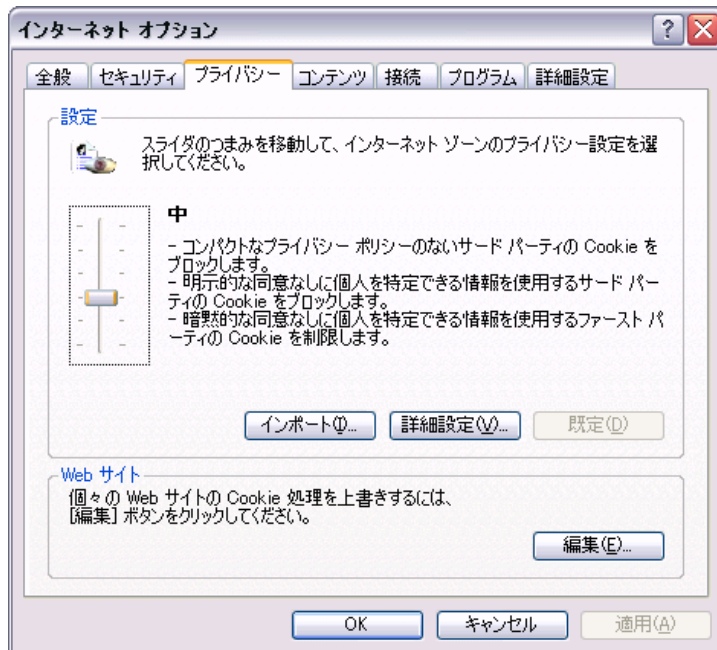 インターネット オプション
全般 セキュリティ プライバシー コンテンツ 接続 プログラム 詳細設定
設定
スライダのつまみを移動して、インターネット ゾーンのプライバシー設定を選
択してください。
中
- コンパクトなプライバシー ポリシーのないサード パーティの Cookie を
ブロックします。
- 明示的な同意なしに個人を特定できる情報を使用するサード パー
ティの Cookie をブロックします。
- 暗黙的な同意なしに個人を特定できる情報を使用するファースト パ
ーティの Cookie を制限します。
インポート(I)... 詳細設定(V)... 既定(D)
Web サイト
個々の Web サイトの Cookie 処理を上書きするには、
[編集] ボタンをクリックしてください。
編集(E)...
OK キャンセル 適用(A)